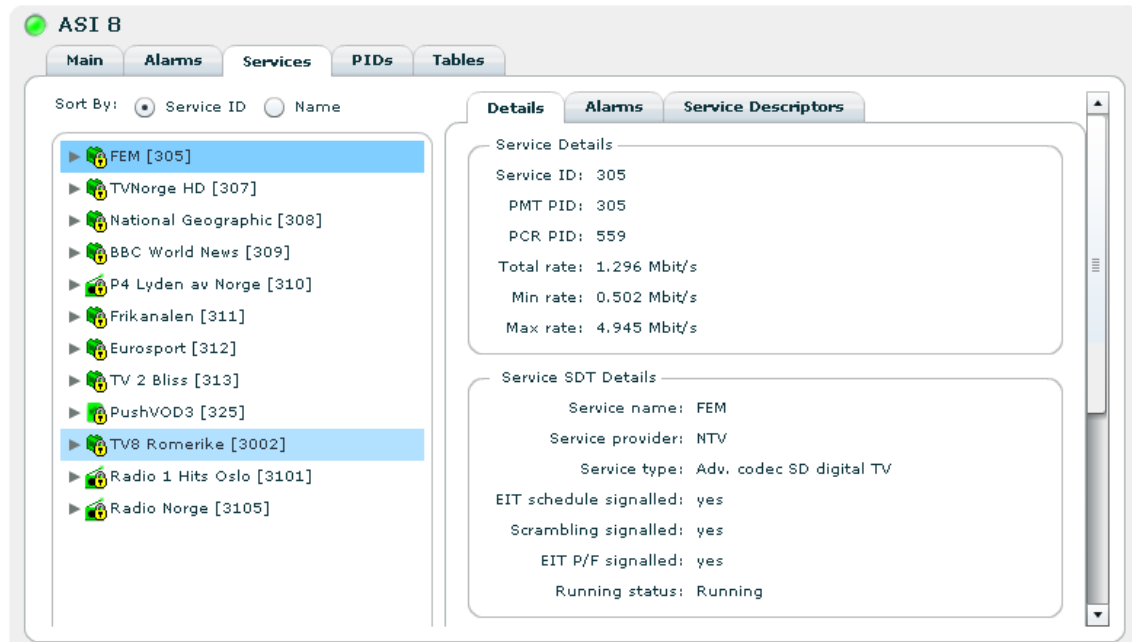 ASI 8
Main Alarms Services PIDs Tables
Sort By: Service ID Name
FEM [305]
TVNorge HD [307]
National Geographic [308]
BBC World News [309]
P4 Lyden av Norge [310]
Frikanalen [311]
Eurosport [312]
TV 2 Bliss [313]
PushVOD3 [325]
TV8 Romerike [3002]
Radio 1 Hits Oslo [3101]
Radio Norge [3105]
Details Alarms Service Descriptors
Service Details
Service ID: 305
PMT PID: 305
PCR PID: 559
Total rate: 1.296 Mbit/s
Min rate: 0.502 Mbit/s
Max rate: 4.945 Mbit/s
Service SDT Details
Service name: FEM
Service provider: NTV
Service type: Adv. codec SD digital TV
EIT schedule signalled: yes
Scrambling signalled: yes
EIT P/F signalled: yes
Running status: Running